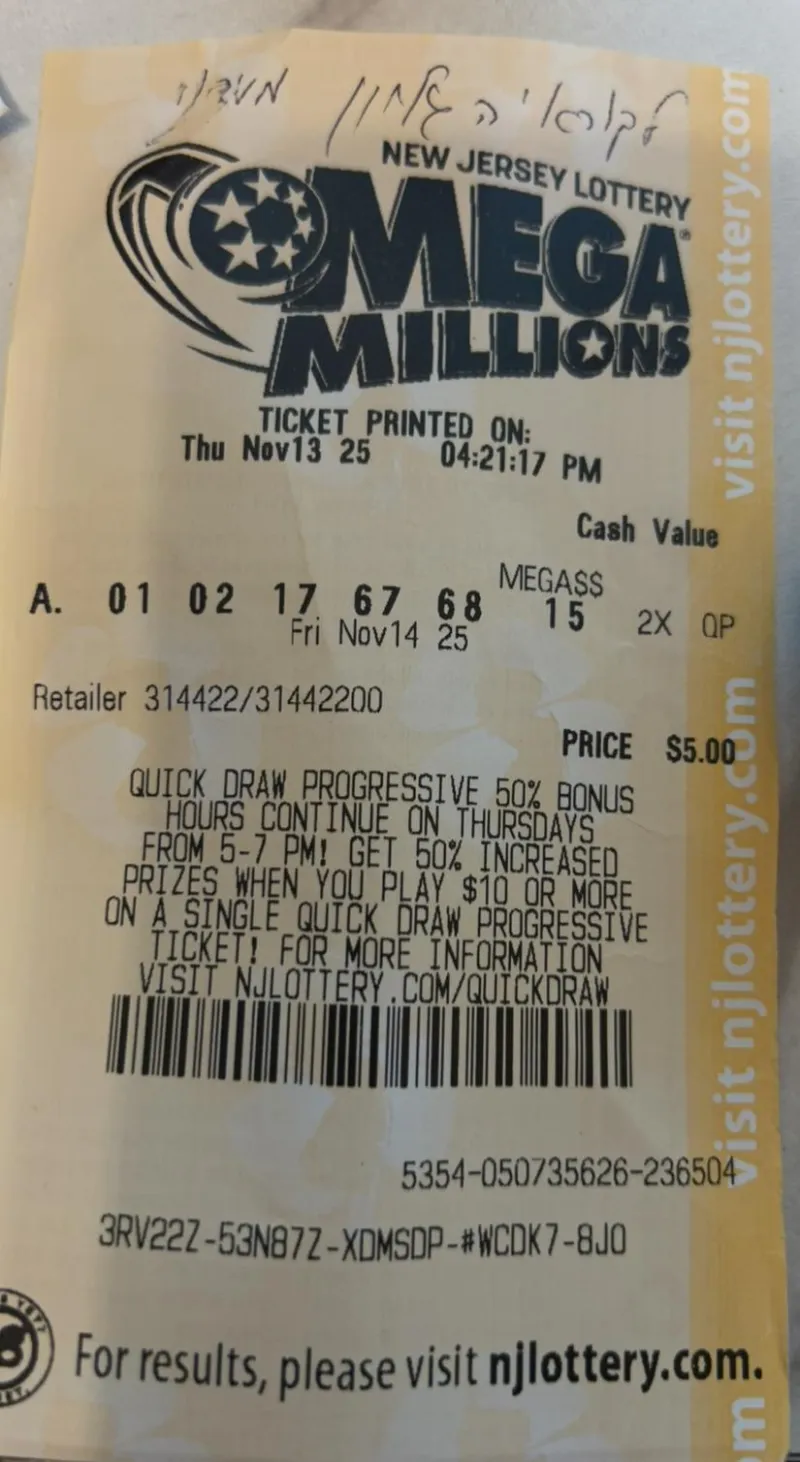 NEW JERSEY LOTTERY
MEGA
MILLIONS
TICKET PRINTED ON:
Thu Nov13 25 04:21:17 PM
Cash Value
MEGA$$
A. 01 02 17 67 68 15 2X QP
Fri Nov14 25
Retailer 314422/31442200
PRICE $5.00
QUICK DRAW PROGRESSIVE 50% BONUS
HOURS CONTINUE ON THURSDAYS
FROM 5-7 PM! GET 50% INCREASED
PRIZES WHEN YOU PLAY $10 OR MORE
ON A SINGLE QUICK DRAW PROGRESSIVE
TICKET! FOR MORE INFORMATION
VISIT NJLOTTERY.COM/QUICKDRAW
5354-050735626-236504
3RV22Z-53N87Z-XDMSDP-#WCDK7-8J0
For results, please visit njlottery.com.
visit njlottery.com
visit njlottery.com